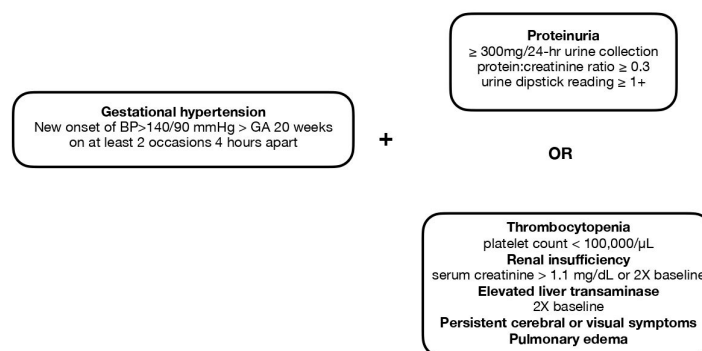 Proteinuria
≥ 300mg/24-hr urine collection
protein:creatinine ratio ≥ 0.3
urine dipstick reading ≥ 1+
Gestational hypertension
New onset of BP>140/90 mmHg > GA 20 weeks
on at least 2 occasions 4 hours apart
+
OR
Thrombocytopenia
platelet count < 100,000/µL
Renal insufficiency
serum creatinine > 1.1 mg/dL or 2X baseline
Elevated liver transaminase
2X baseline
Persistent cerebral or visual symptoms
Pulmonary edema